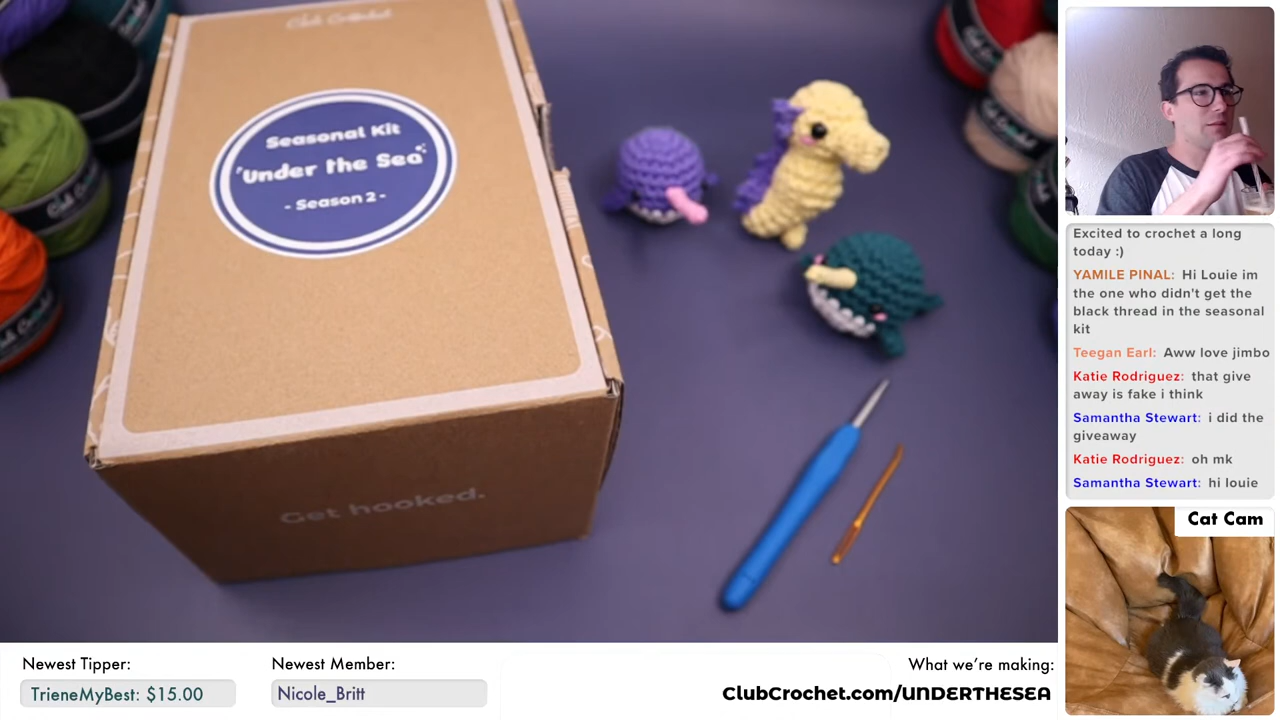 Club Crochet
Seasonal Kit
"Under the Sea"
- Season 2 -
Get hooked.
Excited to crochet a long
today :)
YAMILE PINAL: Hi Louie im
the one who didn't get the
black thread in the seasonal
kit
Teegan Earl: Aww love jimbo
Katie Rodriguez: that give
away is fake i think
Samantha Stewart: i did the
giveaway
Katie Rodriguez: oh mk
Samantha Stewart: hi louie
Cat Cam
Newest Tipper:
TrieneMyBest: $15.00
Newest Member:
Nicole_Britt
What we're making:
ClubCrochet.com/UNDERTHESEA